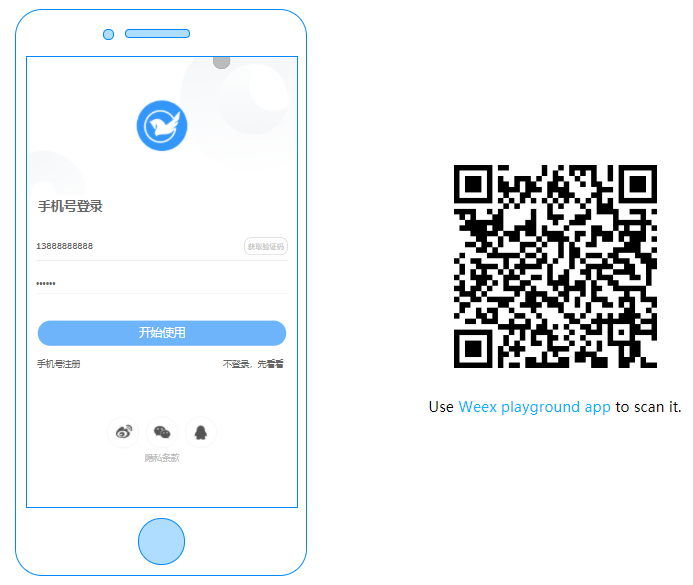 手机号登录
13888888888 获取验证码
••••••
开始使用
手机号注册 不登录，先看看
隐私条款
Use Weex playground app to scan it.